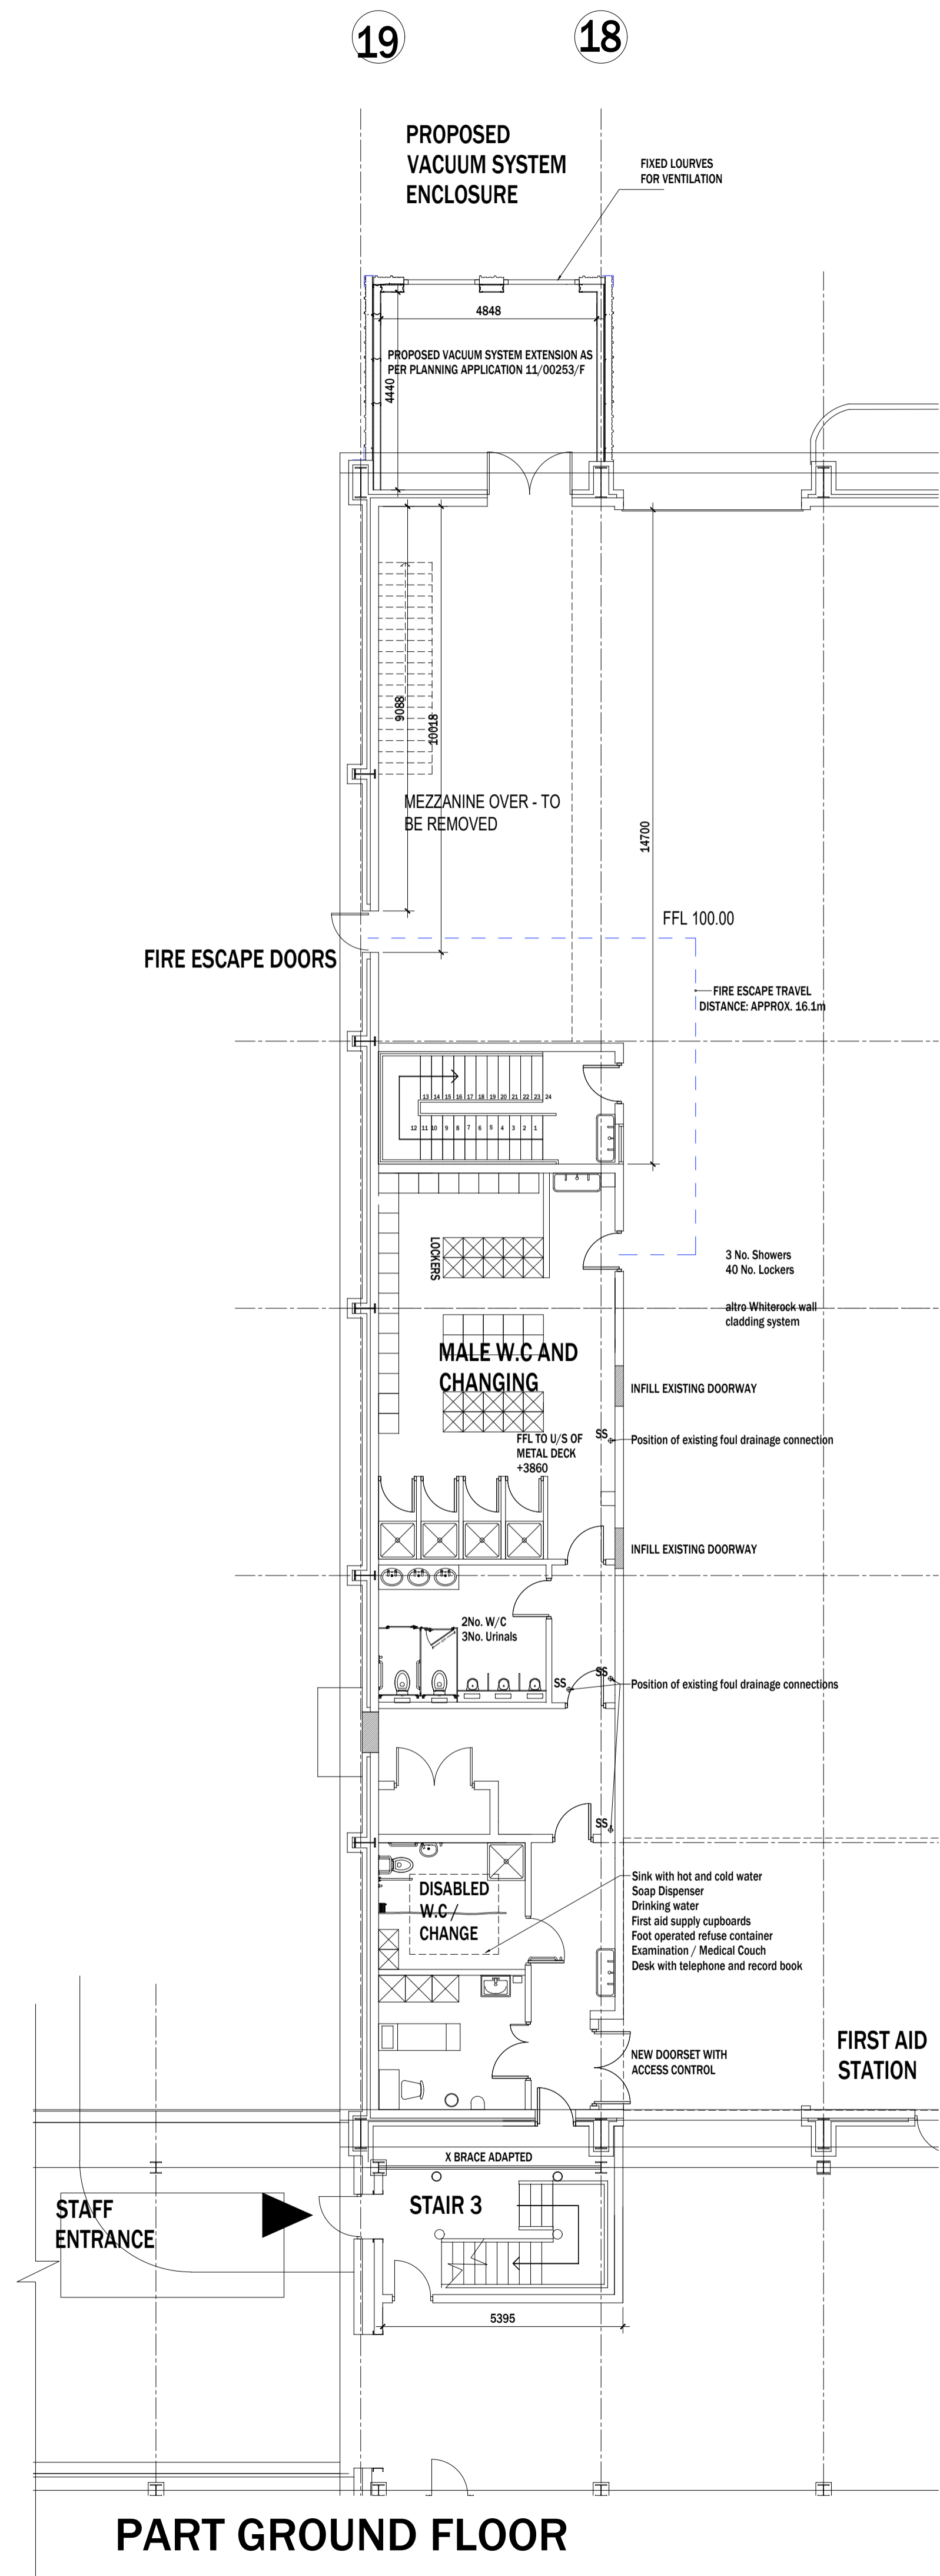 19
18
PROPOSED
VACUUM SYSTEM
ENCLOSURE
FIXED LOURVES
FOR VENTILATION
4848
PROPOSED VACUUM SYSTEM EXTENSION AS
PER PLANNING APPLICATION 11/00253/F
4440
9088
10018
MEZZANINE OVER - TO
BE REMOVED
14700
FFL 100.00
FIRE ESCAPE DOORS
FIRE ESCAPE TRAVEL
DISTANCE: APPROX. 16.1m
13 14 15 16 17 18 19 20 21 22 23 24
12 11 10 9 8 7 6 5 4 3 2 1
LOCKERS
3 No. Showers
40 No. Lockers
altro Whiterock wall
cladding system
MALE W.C AND
CHANGING
INFILL EXISTING DOORWAY
FFL TO U/S OF
METAL DECK
+3860
SS
Position of existing foul drainage connection
INFILL EXISTING DOORWAY
2No. W/C
3No. Urinals
SS
SS
Position of existing foul drainage connections
SS
DISABLED
W.C /
CHANGE
Sink with hot and cold water
Soap Dispenser
Drinking water
First aid supply cupboards
Foot operated refuse container
Examination / Medical Couch
Desk with telephone and record book
NEW DOORSET WITH
ACCESS CONTROL
FIRST AID
STATION
X BRACE ADAPTED
STAIR 3
STAFF
ENTRANCE
5395
PART GROUND FLOOR